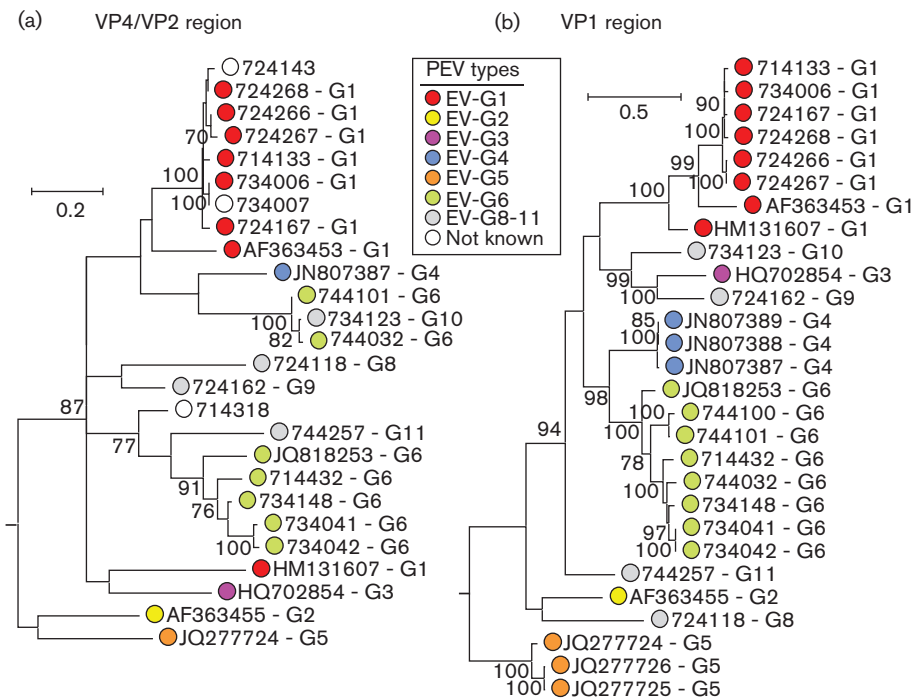 (a) VP4/VP2 region
724143
724268 - G1
724266 - G1
70
724267 - G1
714133 - G1
100
734006 - G1
100
734007
724167 - G1
0.2
AF363453 - G1
JN807387 - G4
744101 - G6
100
734123 - G10
82
744032 - G6
724118 - G8
724162 - G9
87
714318
77
744257 - G11
JQ818253 - G6
91
714432 - G6
76
734148 - G6
734041 - G6
100
734042 - G6
HM131607 - G1
HQ702854 - G3
AF363455 - G2
JQ277724 - G5
PEV types
EV-G1
EV-G2
EV-G3
EV-G4
EV-G5
EV-G6
EV-G8-11
Not known
(b) VP1 region
714133 - G1
0.5
90
734006 - G1
724167 - G1
100
724268 - G1
99
724266 - G1
100
724267 - G1
100
AF363453 - G1
HM131607 - G1
734123 - G10
99
HQ702854 - G3
100
724162 - G9
85
JN807389 - G4
100
JN807388 - G4
JN807387 - G4
98
JQ818253 - G6
100
744100 - G6
100
744101 - G6
94
78
714432 - G6
100
744032 - G6
734148 - G6
97
734041 - G6
100
734042 - G6
744257 - G11
AF363455 - G2
724118 - G8
JQ277724 - G5
100
JQ277726 - G5
100
JQ277725 - G5